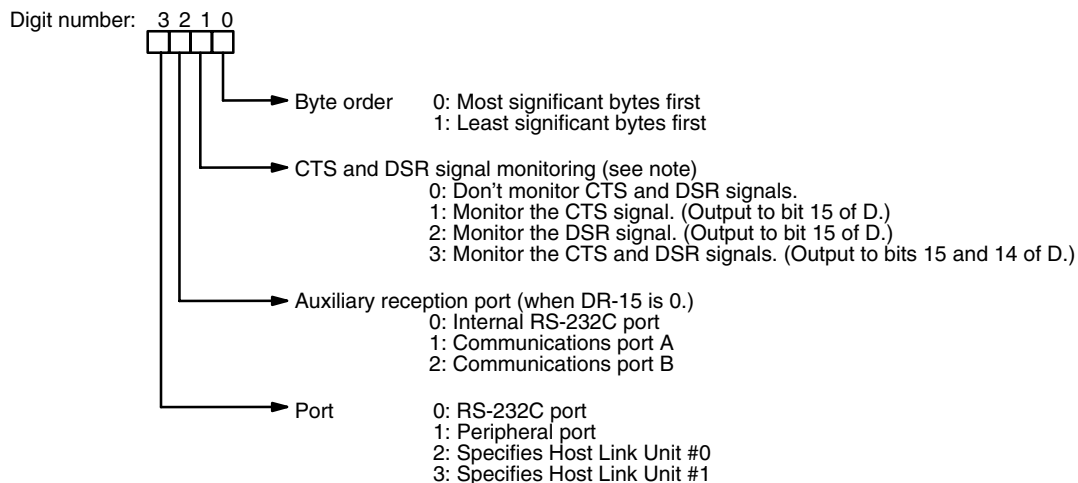 Digit number: 3 2 1 0
Byte order 0: Most significant bytes first
1: Least significant bytes first
CTS and DSR signal monitoring (see note)
0: Don't monitor CTS and DSR signals.
1: Monitor the CTS signal. (Output to bit 15 of D.)
2: Monitor the DSR signal. (Output to bit 15 of D.)
3: Monitor the CTS and DSR signals. (Output to bits 15 and 14 of D.)
Auxiliary reception port (when DR-15 is 0.)
0: Internal RS-232C port
1: Communications port A
2: Communications port B
Port 0: RS-232C port
1: Peripheral port
2: Specifies Host Link Unit #0
3: Specifies Host Link Unit #1